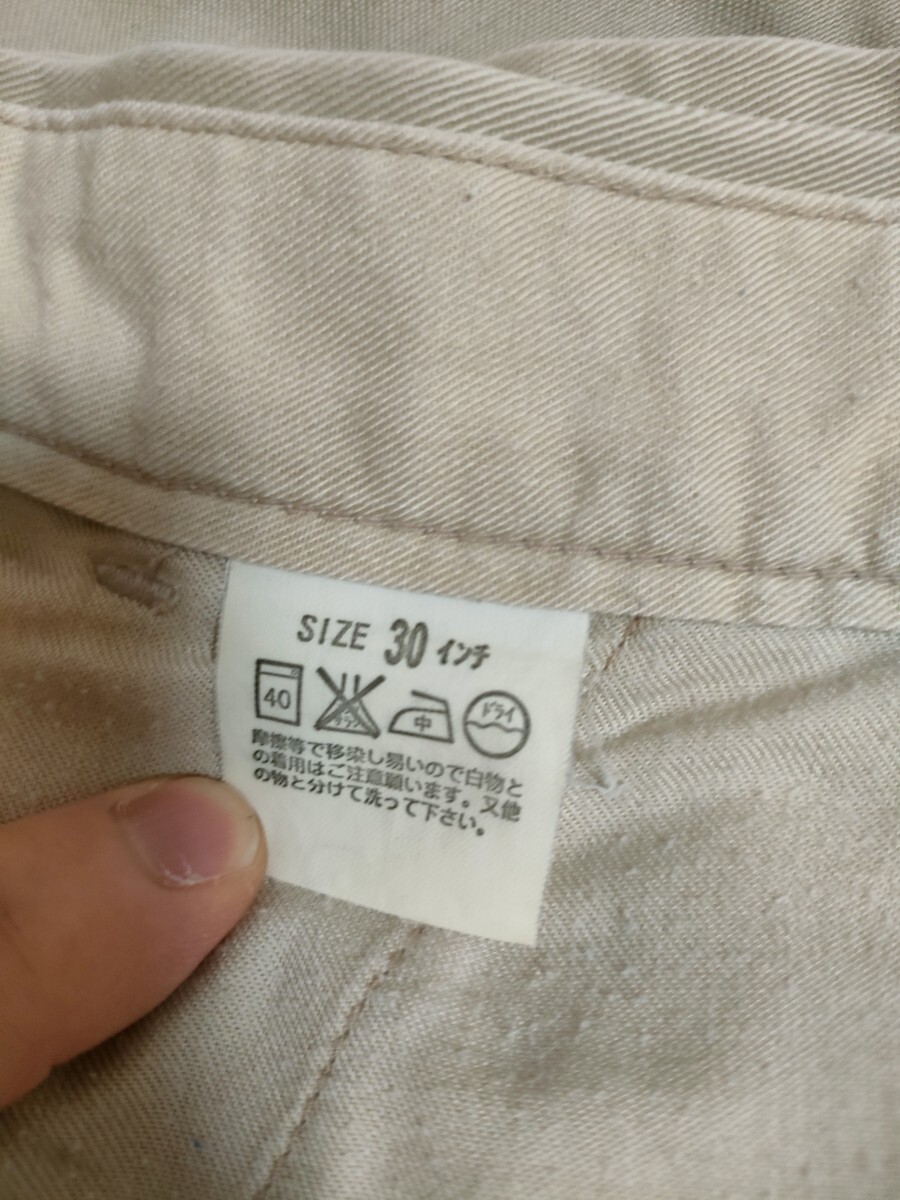 SIZE 30 インチ
40 中 ドライ
摩擦等で移染し易いので白物と
の着用はご注意願います。又他
の物と分けて洗って下さい。